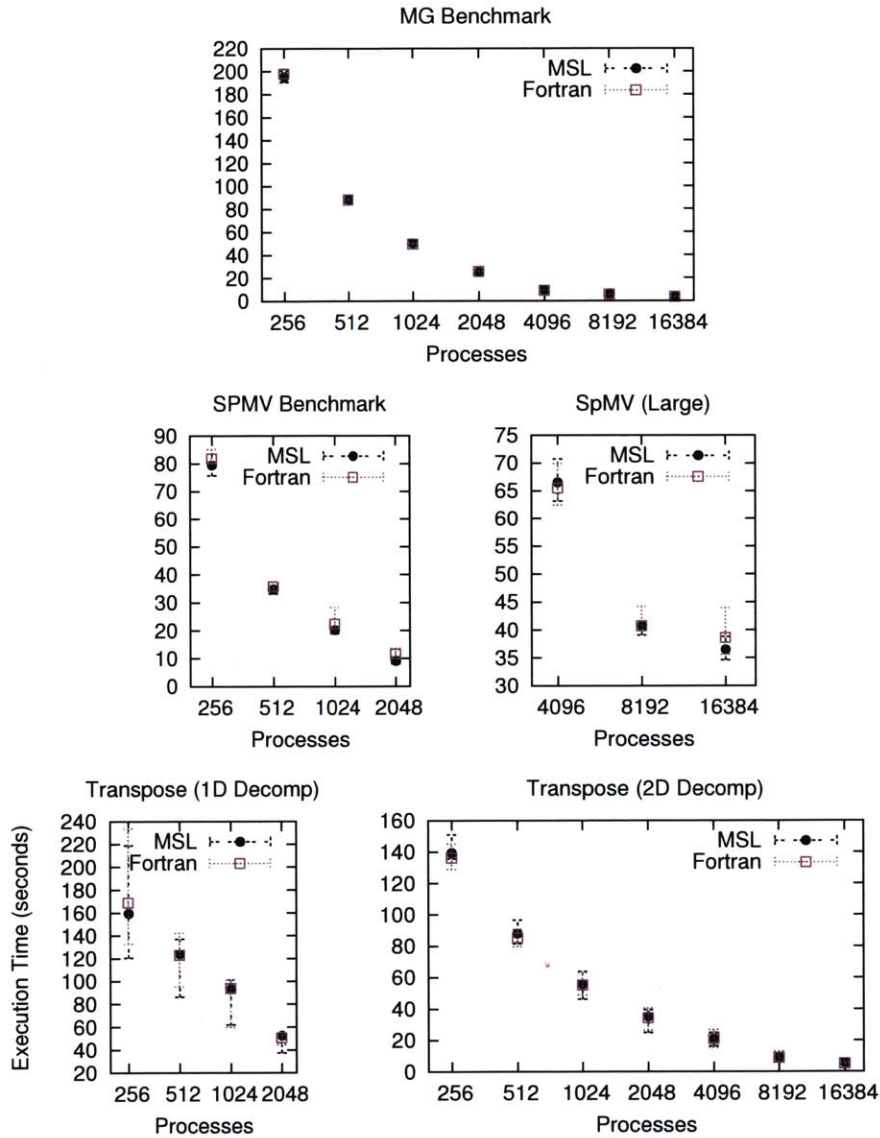 MG Benchmark
220
200
180
160
140
120
100
80
60
40
20
0
MSL
Fortran
256 512 1024 2048 4096 8192 16384
Processes
SPMV Benchmark
90
80
70
60
50
40
30
20
10
0
MSL
Fortran
256 512 1024 2048
Processes
SpMV (Large)
75
70
65
60
55
50
45
40
35
30
MSL
Fortran
4096 8192 16384
Processes
Transpose (1D Decomp)
Execution Time (seconds)
240
220
200
180
160
140
120
100
80
60
40
20
MSL
Fortran
256 512 1024 2048
Processes
Transpose (2D Decomp)
160
140
120
100
80
60
40
20
0
MSL
Fortran
256 512 1024 2048 4096 8192 16384
Processes